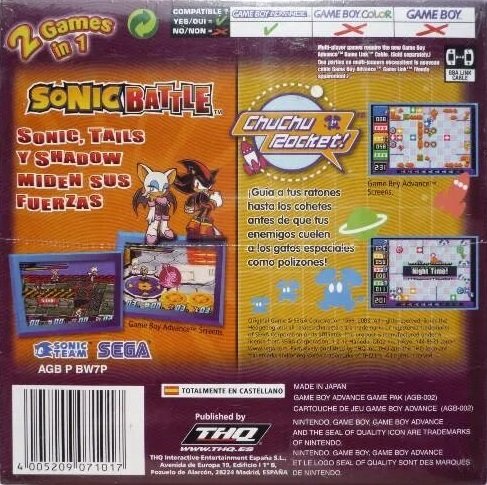 2 Games
in 1
COMPATIBLE?
YES/OUI =
NO/NON =
GAME BOY ADVANCE
GAME BOY COLOR
GAME BOY
Multi-player games require the new Game Boy
Advance™ Game Link™ Cable. (Sold separately.)
GBA LINK
CABLE
SONIC BATTLE™
SONIC, TAILS
Y SHADOW
MIDEN SUS
FUERZAS
ChuChu
Rocket!
¡Guia a tus ratones
hasta los cohetes
antes de que tus
enemigos cuelen
a los gatos espaciales
como polizones!
Game Boy Advance™
Screens
Night Time!
Game Boy Advance™ Screens
SONIC
TEAM
SEGA
AGB P BW7P
4 005209 071017
TOTALMENTE EN CASTELLANO
Published by
THQ
WWW.THQ.ES
THQ Interactive Entertainment España S.L.
Avenida de Europa 19, Edificio I 1º B,
Pozuelo de Alarcón, 28224 Madrid, ESPAÑA
MADE IN JAPAN
GAME BOY ADVANCE GAME PAK (AGB-002)
CARTOUCHE DE JEU GAME BOY ADVANCE (AGB-002)
NINTENDO, GAME BOY, GAME BOY ADVANCE
AND THE SEAL OF QUALITY ICON ARE TRADEMARKS
OF NINTENDO.
NINTENDO, GAME BOY, GAME BOY ADVANCE
ET LE LOGO SEAL OF QUALITY SONT DES MARQUES
DE NINTENDO.